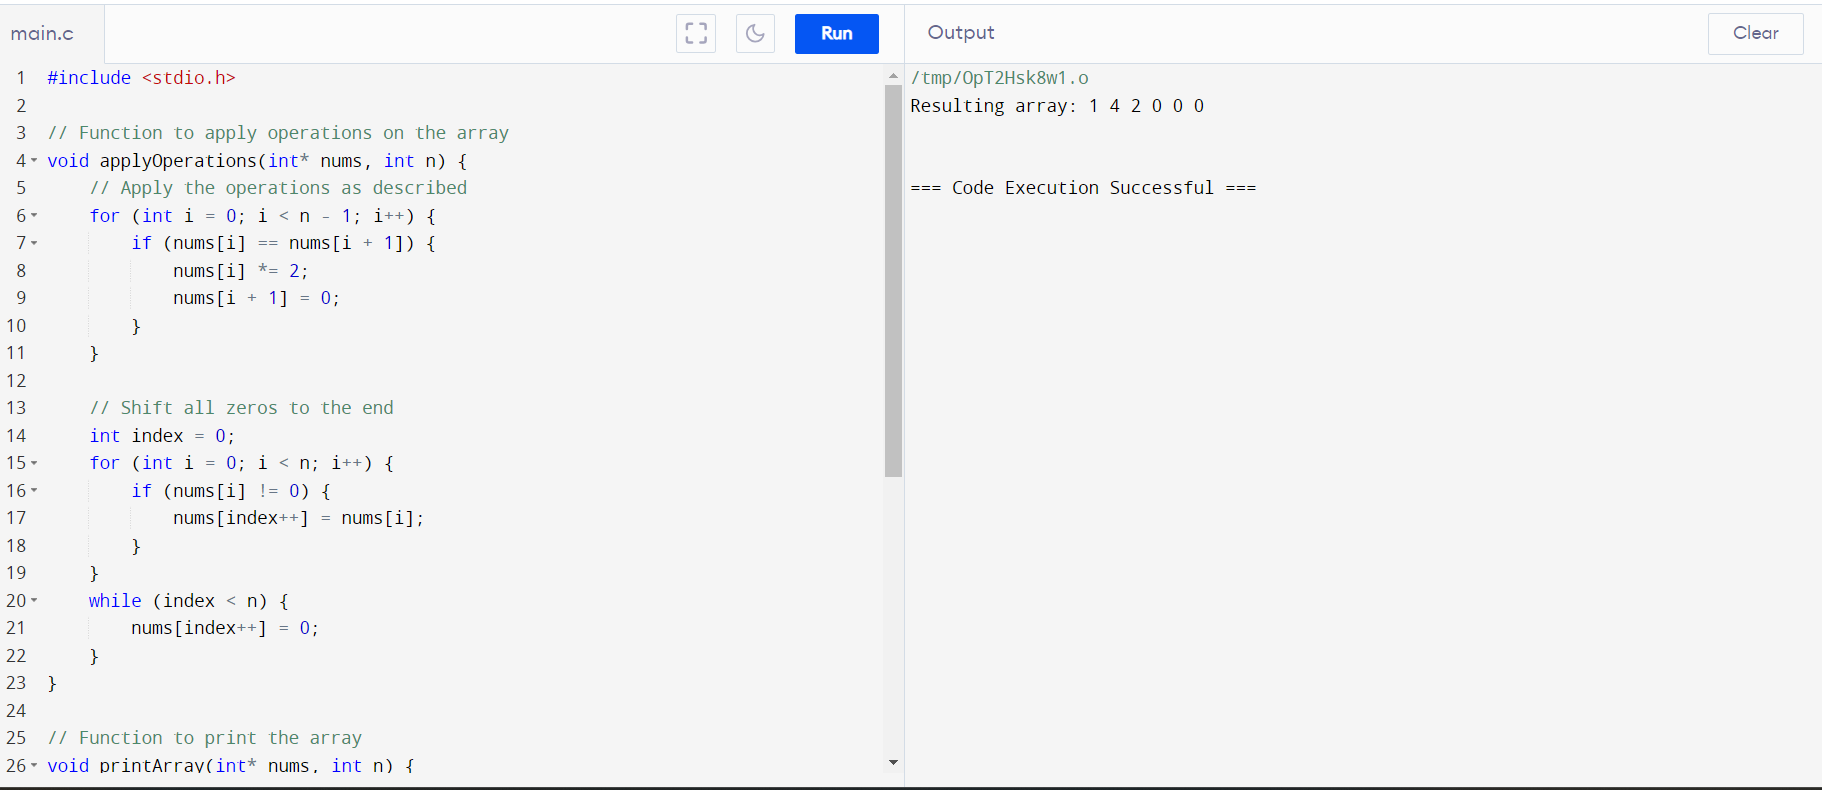 main.c
Run
Output
Clear
1 #include <stdio.h>
2
3 // Function to apply operations on the array
4 void applyOperations(int* nums, int n) {
5     // Apply the operations as described
6     for (int i = 0; i < n - 1; i++) {
7         if (nums[i] == nums[i + 1]) {
8             nums[i] *= 2;
9             nums[i + 1] = 0;
10         }
11     }
12
13     // Shift all zeros to the end
14     int index = 0;
15     for (int i = 0; i < n; i++) {
16         if (nums[i] != 0) {
17             nums[index++] = nums[i];
18         }
19     }
20     while (index < n) {
21         nums[index++] = 0;
22     }
23 }
24
25 // Function to print the array
26 void printArray(int* nums, int n) {
/tmp/OpT2Hsk8w1.o
Resulting array: 1 4 2 0 0 0
=== Code Execution Successful ===